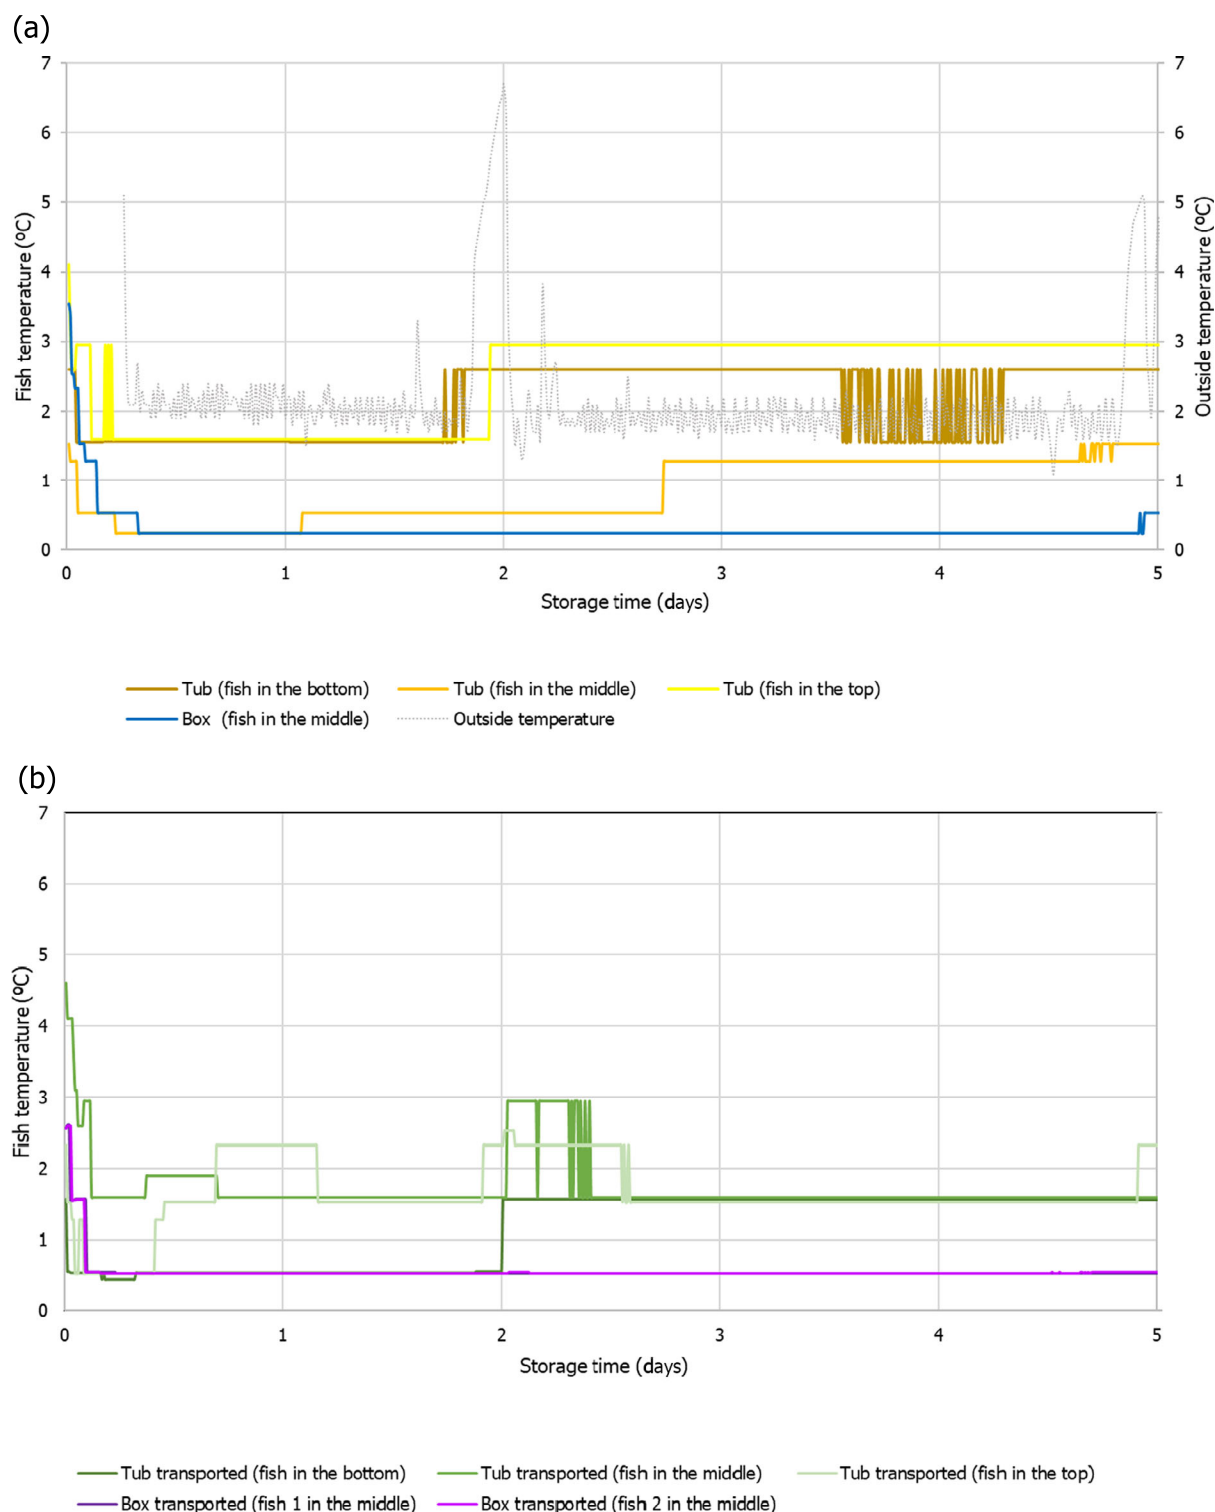 (a)
7 7
6 6
5 5
4 4
3 3
2 2
1 1
0 0
Fish temperature (ºC)
Outside temperature (ºC)
0 1 2 3 4 5
Storage time (days)
Tub (fish in the bottom) Tub (fish in the middle) Tub (fish in the top)
Box (fish in the middle) Outside temperature
(b)
7
6
5
4
3
2
1
0
Fish temperature (ºC)
0 1 2 3 4 5
Storage time (days)
Tub transported (fish in the bottom) Tub transported (fish in the middle) Tub transported (fish in the top)
Box transported (fish 1 in the middle) Box transported (fish 2 in the middle)